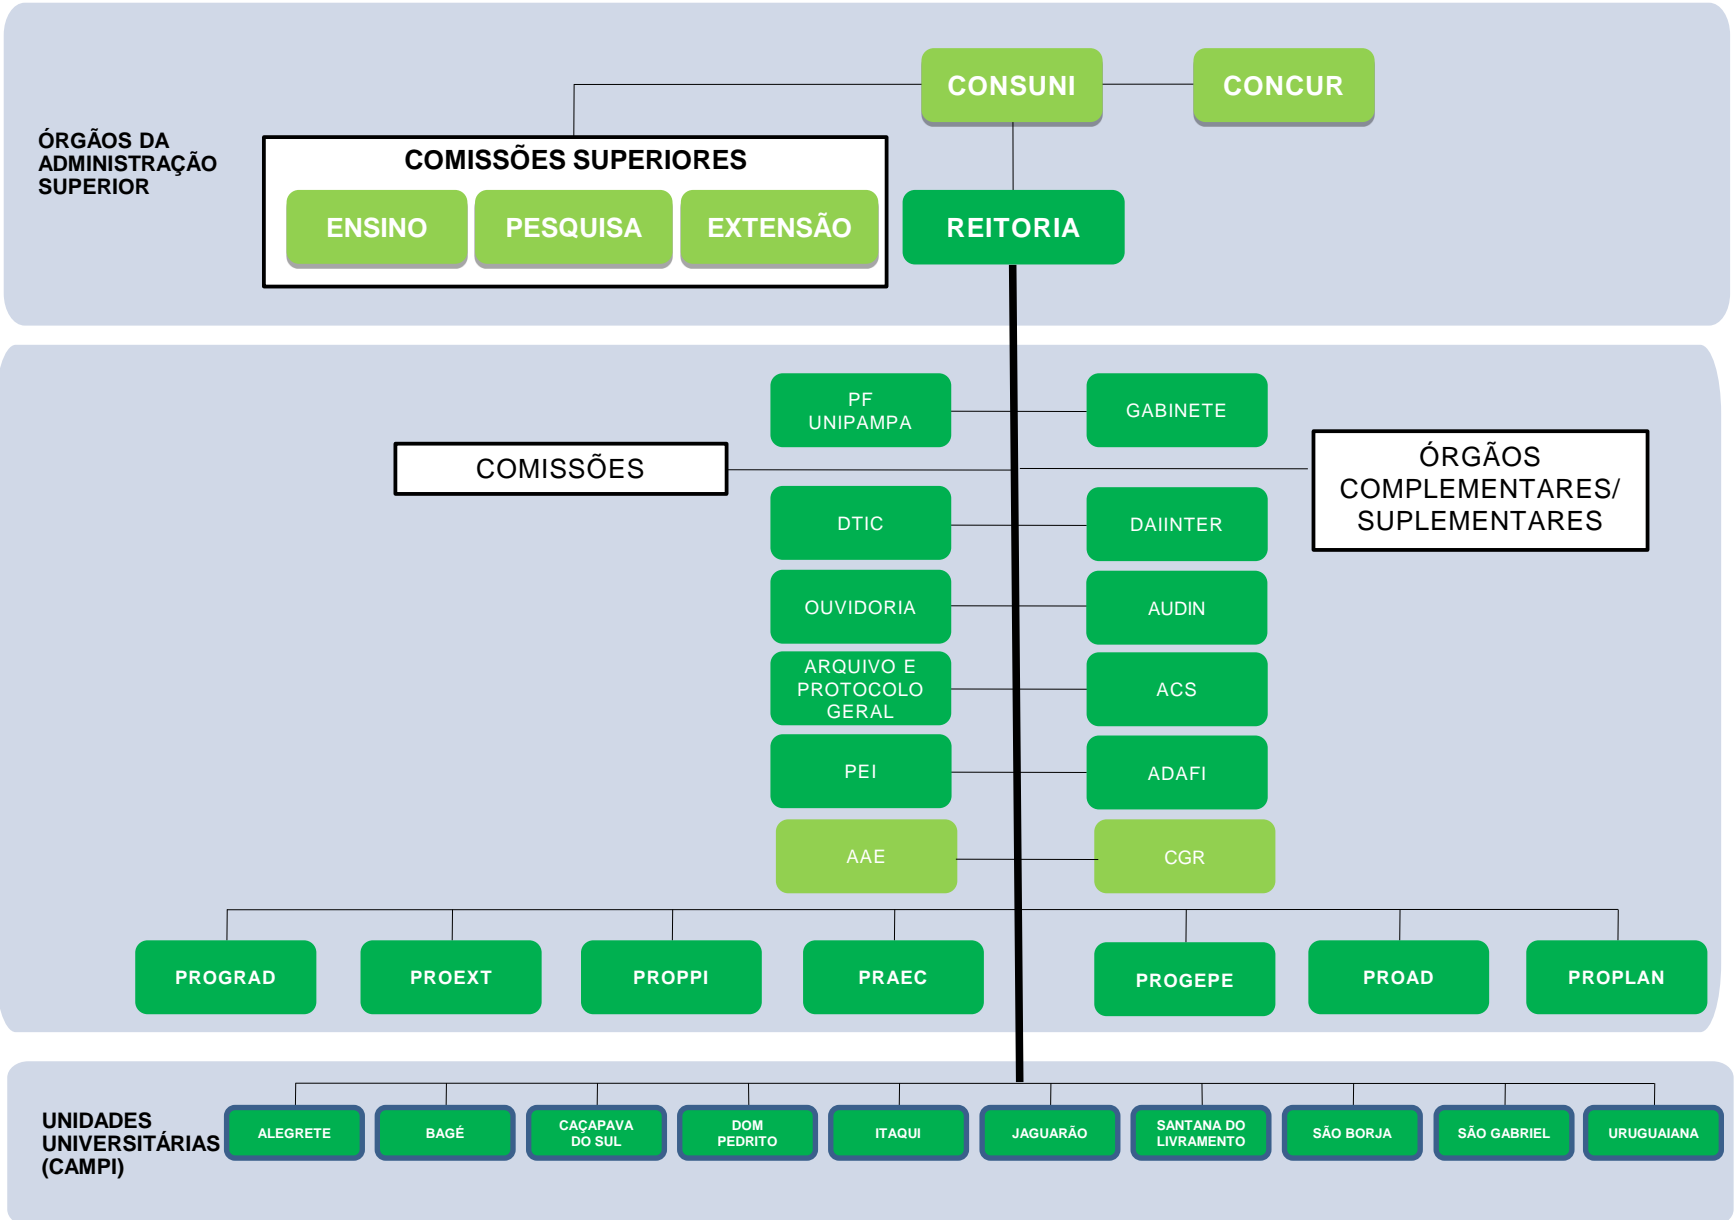 CONSUNI
CONCUR
ÓRGÃOS DA
ADMINISTRAÇÃO
SUPERIOR
COMISSÕES SUPERIORES
ENSINO
PESQUISA
EXTENSÃO
REITORIA
PF
UNIPAMPA
GABINETE
COMISSÕES
ÓRGÃOS
COMPLEMENTARES/
SUPLEMENTARES
DTIC
DAIINTER
OUVIDORIA
AUDIN
ARQUIVO E
PROTOCOLO
GERAL
ACS
PEI
ADAFI
AAE
CGR
PROGRAD
PROEXT
PROPPI
PRAEC
PROGEPE
PROAD
PROPLAN
UNIDADES
UNIVERSITÁRIAS
(CAMPI)
ALEGRETE
BAGÉ
CAÇAPAVA
DO SUL
DOM
PEDRITO
ITAQUI
JAGUARÃO
SANTANA DO
LIVRAMENTO
SÃO BORJA
SÃO GABRIEL
URUGUAIANA